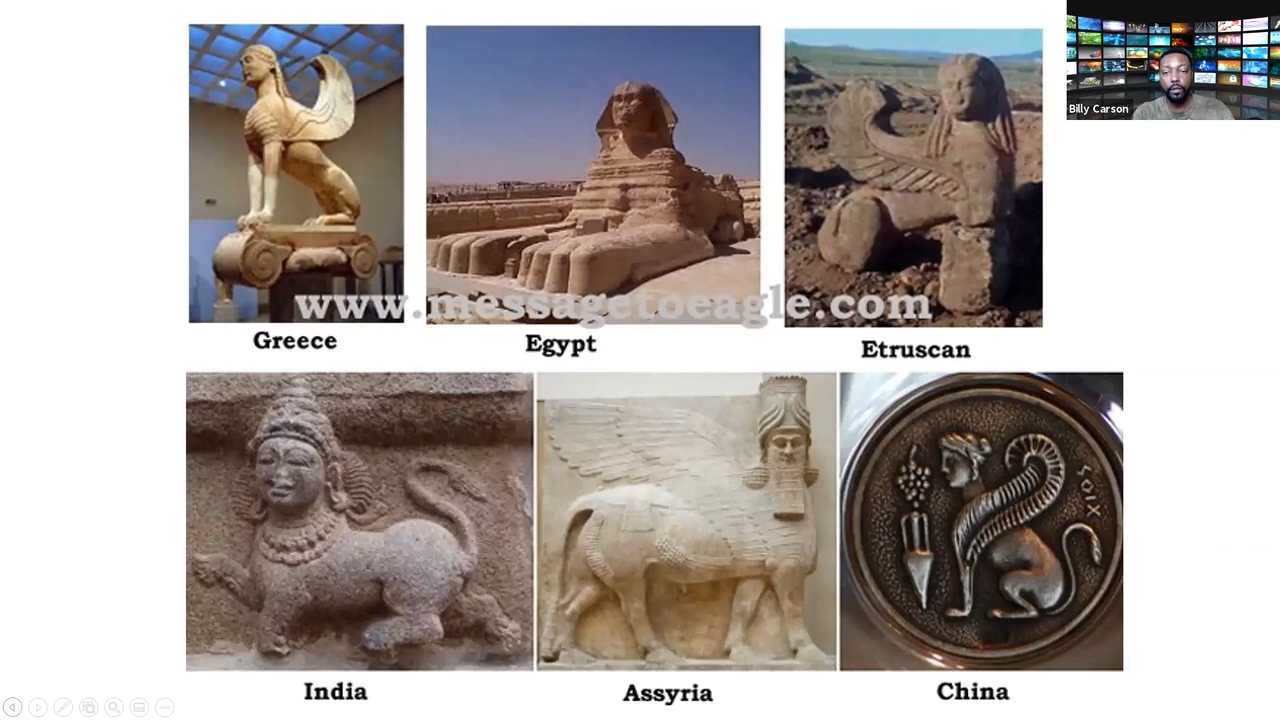 Billy Carson
www.messagetoeagle.com
Greece
Egypt
Etruscan
India
Assyria
China